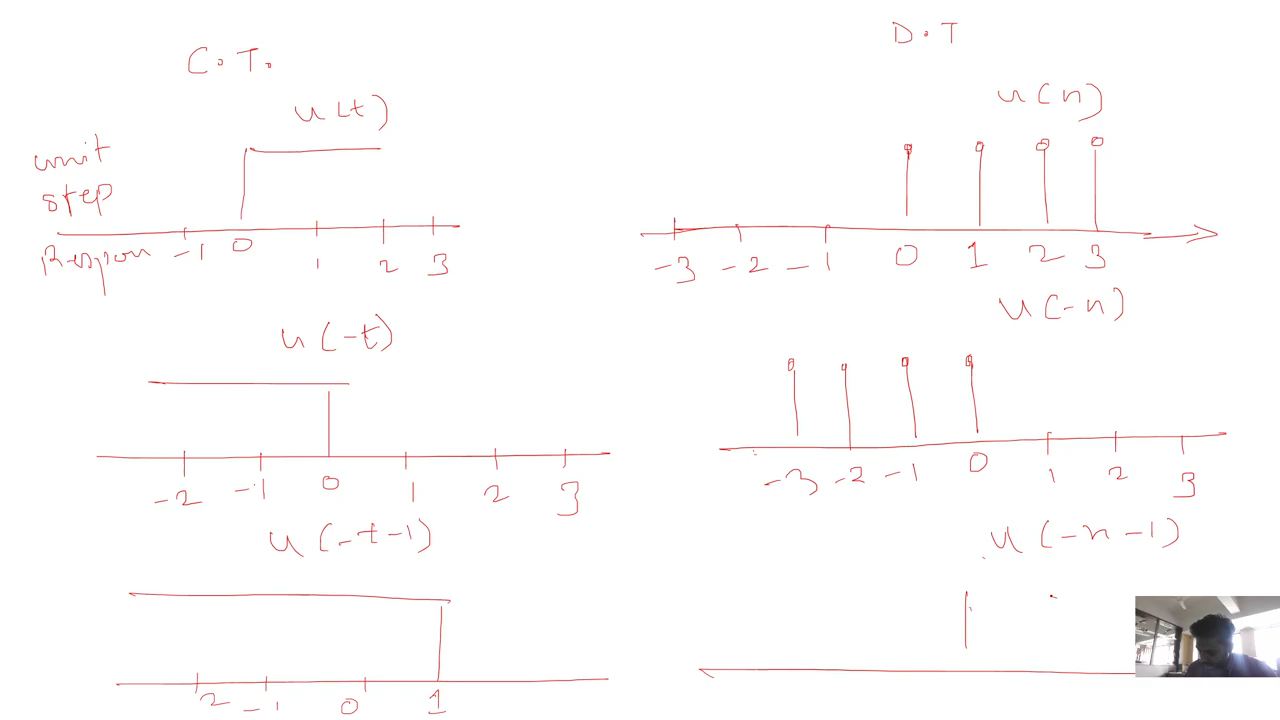 C.T.
D.T
u(t)
u(n)
unit
step
Respon
-1 0 1 2 3
-3 -2 -1 0 1 2 3
u(-t)
u(-n)
-2 -1 0 1 2 3
-3 -2 -1 0 1 2 3
u(-t-1)
u(-n-1)
2 -1 0 1